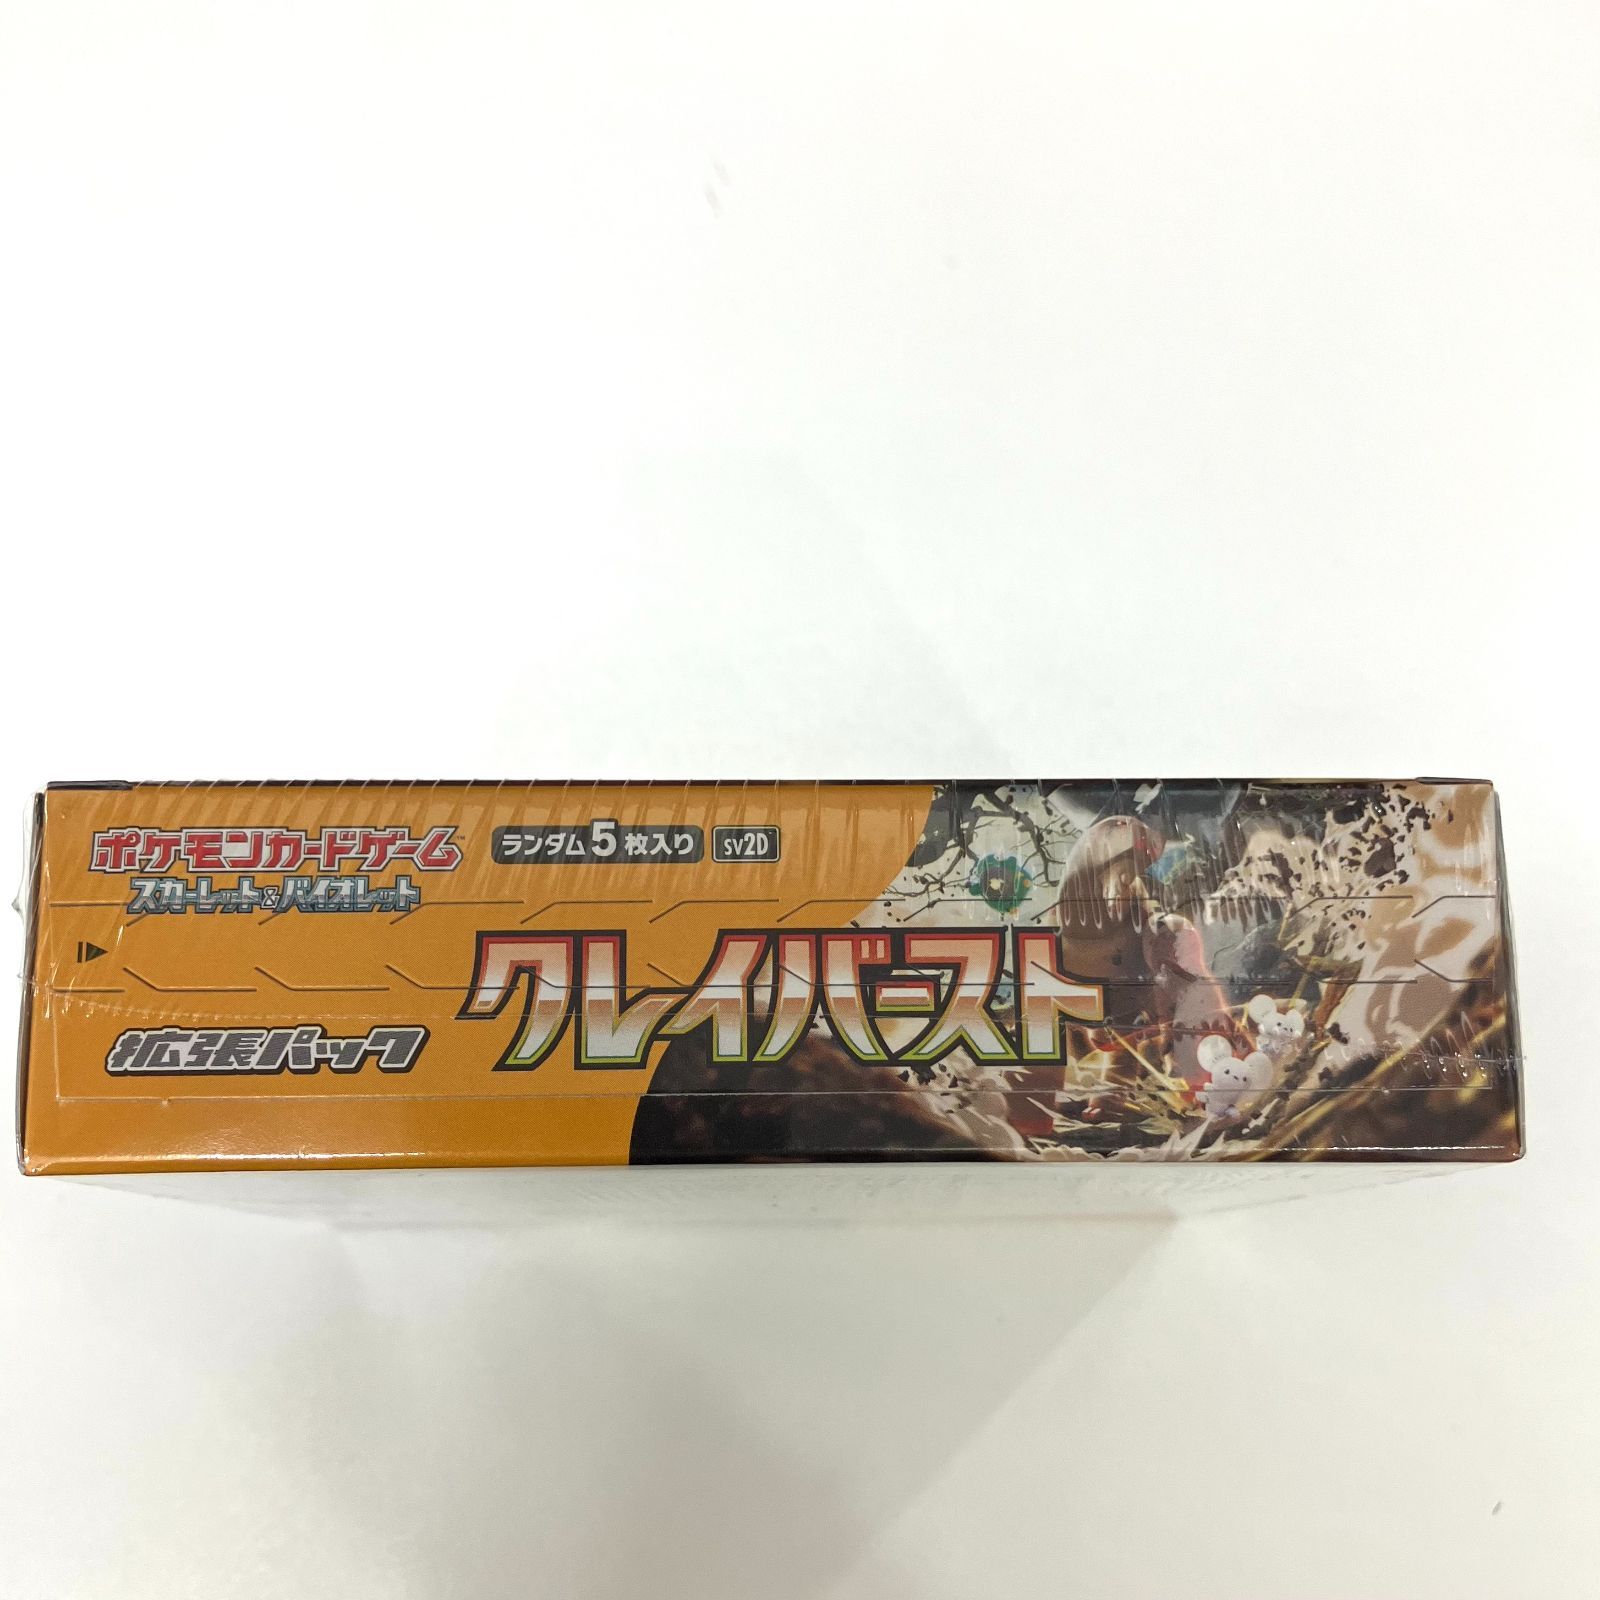 ポケモンカードゲーム™
スカーレット&バイオレット
ランダム5枚入り SV2D
クレイバースト
拡張パック